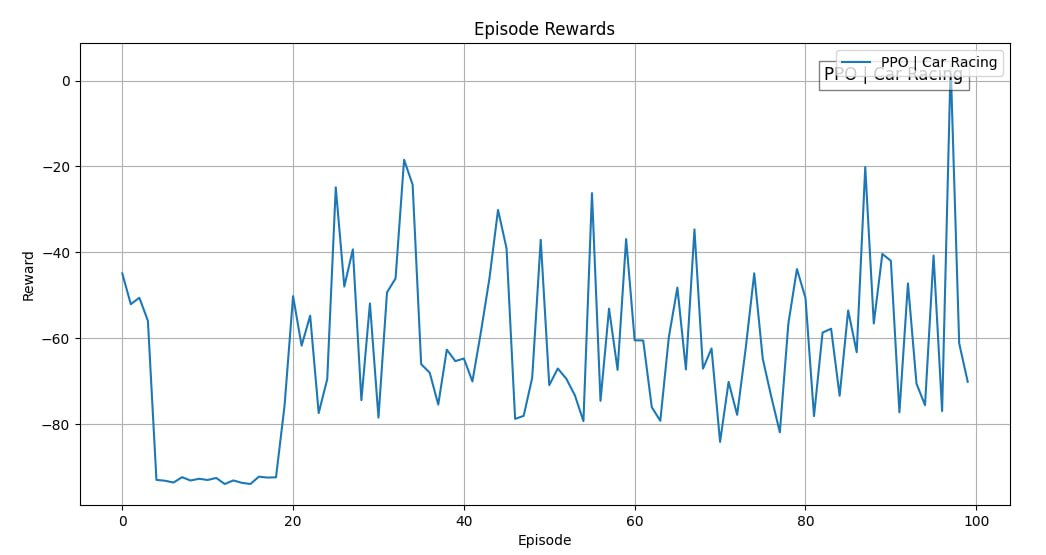 Episode Rewards
PPO | Car Racing
PPO | Car Racing
0
−20
−40
−60
−80
Reward
0
20
40
60
80
100
Episode